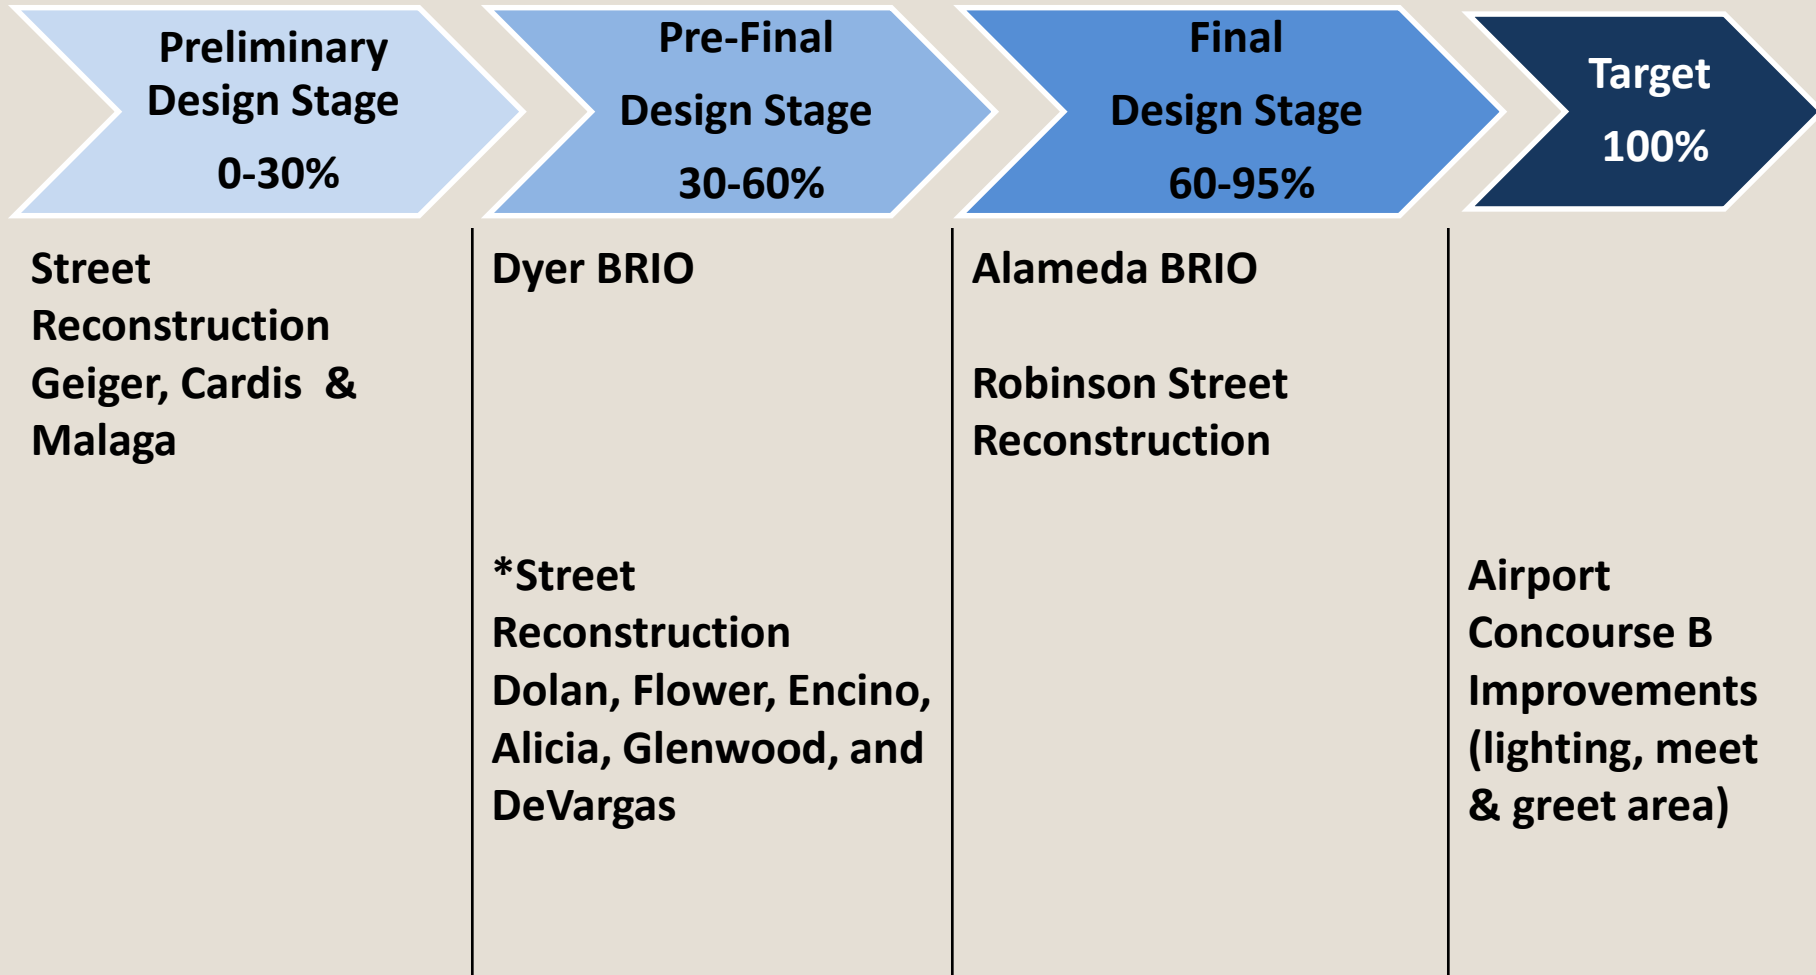 Preliminary
Design Stage
0-30%
Pre-Final
Design Stage
30-60%
Final
Design Stage
60-95%
Target
100%
Street
Reconstruction
Geiger, Cardis  &
Malaga
Dyer BRIO
*Street
Reconstruction
Dolan, Flower, Encino,
Alicia, Glenwood, and
DeVargas
Alameda BRIO
Robinson Street
Reconstruction
Airport
Concourse B
Improvements
(lighting, meet
& greet area)